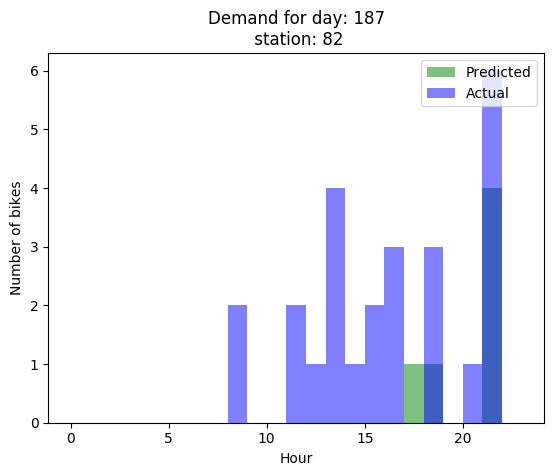 Demand for day: 187
station: 82
Predicted
Actual
6
5
4
3
2
1
0
Number of bikes
0 5 10 15 20
Hour